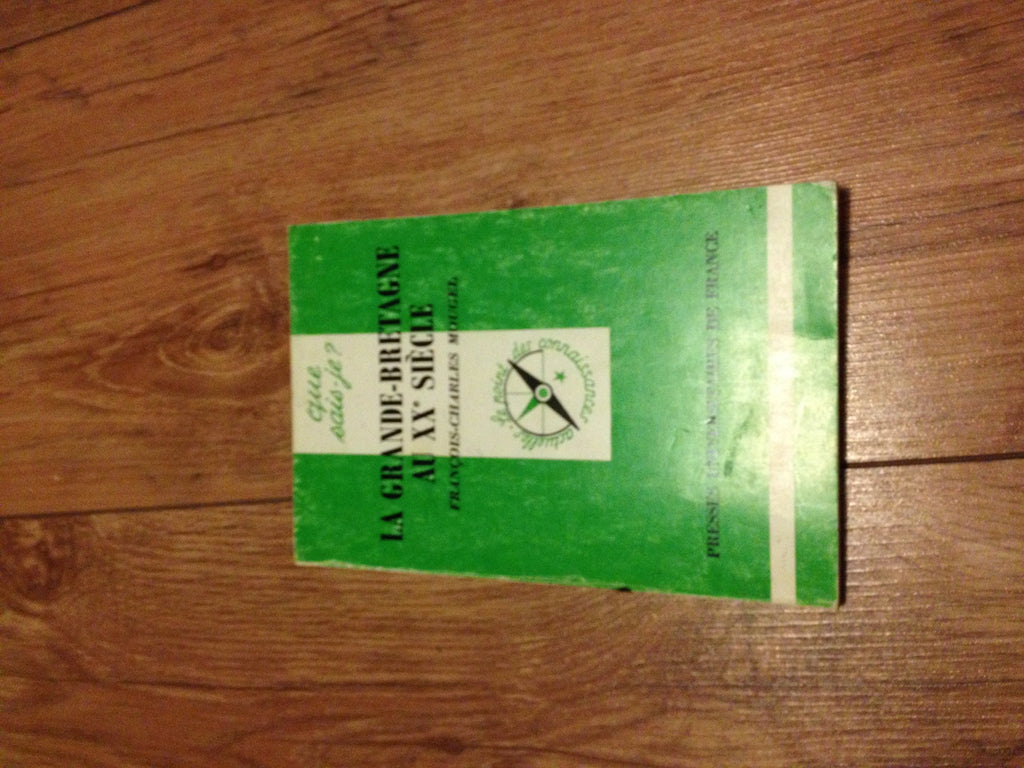 que
sais-je?
LA GRANDE-BRETAGNE
AU XXᵉ SIÈCLE
FRANÇOIS-CHARLES MOUGEL
le point des connaissances actuelles
PRESSES UNIVERSITAIRES DE FRANCE